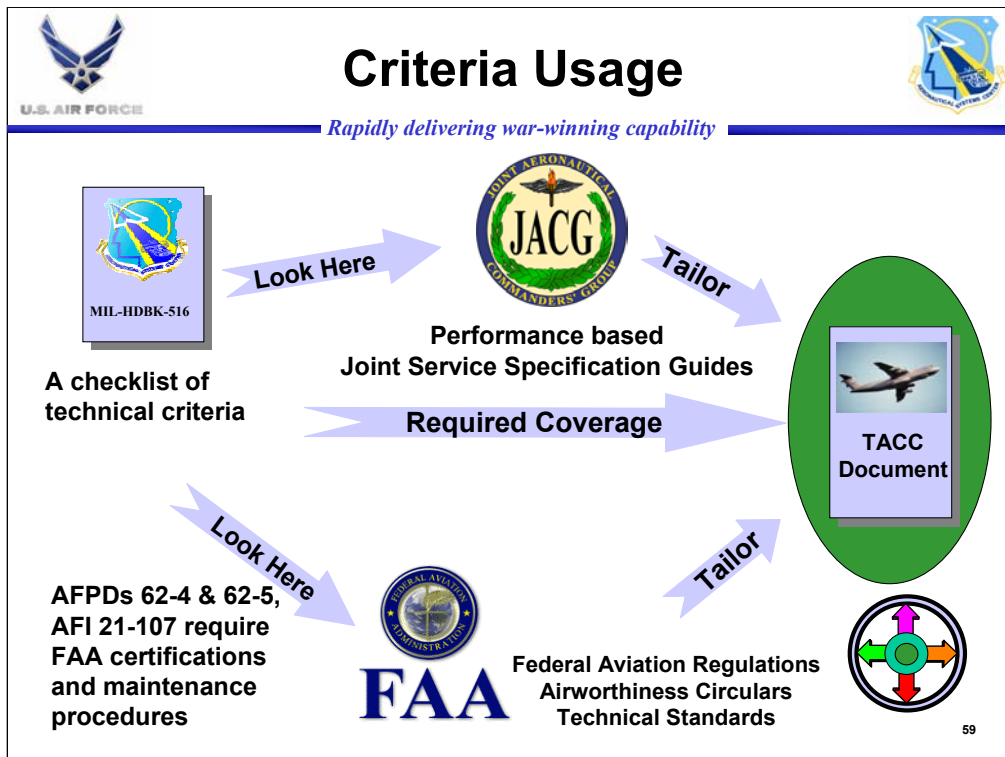 U.S. AIR FORCE
Criteria Usage
AERONAUTICAL SYSTEMS CENTER
Rapidly delivering war-winning capability
MIL-HDBK-516
A checklist of
technical criteria
Look Here
JOINT AERONAUTICAL
JACG
COMMANDERS' GROUP
Tailor
Performance based
Joint Service Specification Guides
Required Coverage
TACC
Document
Look Here
AFPDs 62-4 & 62-5,
AFI 21-107 require
FAA certifications
and maintenance
procedures
FEDERAL AVIATION
ADMINISTRATION
FAA
Tailor
Federal Aviation Regulations
Airworthiness Circulars
Technical Standards
59